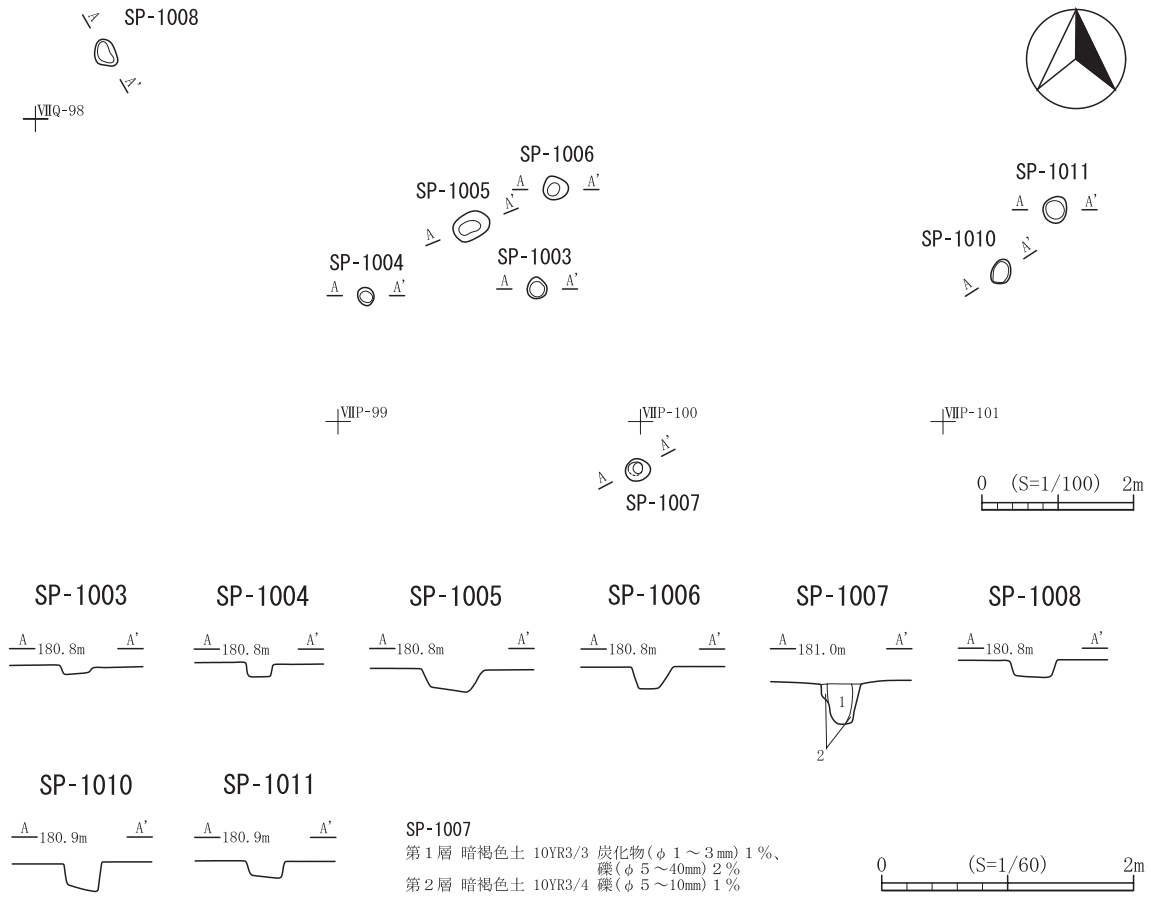 SP-1008
A
A'
ⅦQ-98
SP-1006
A A'
SP-1005
A
A'
SP-1004
A A'
SP-1003
A A'
SP-1011
A A'
SP-1010
A
A'
ⅦP-99
ⅦP-100
ⅦP-101
A
A'
SP-1007
0 (S=1/100) 2m
SP-1003
A 180.8m A'
SP-1004
A 180.8m A'
SP-1005
A 180.8m A'
SP-1006
A 180.8m A'
SP-1007
A 181.0m A'
1
2
SP-1008
A 180.8m A'
SP-1010
A 180.9m A'
SP-1011
A 180.9m A'
SP-1007
第1層 暗褐色土 10YR3/3 炭化物(φ1～3㎜)1%、
礫(φ5～40㎜)2%
第2層 暗褐色土 10YR3/4 礫(φ5～10㎜)1%
0 (S=1/60) 2m